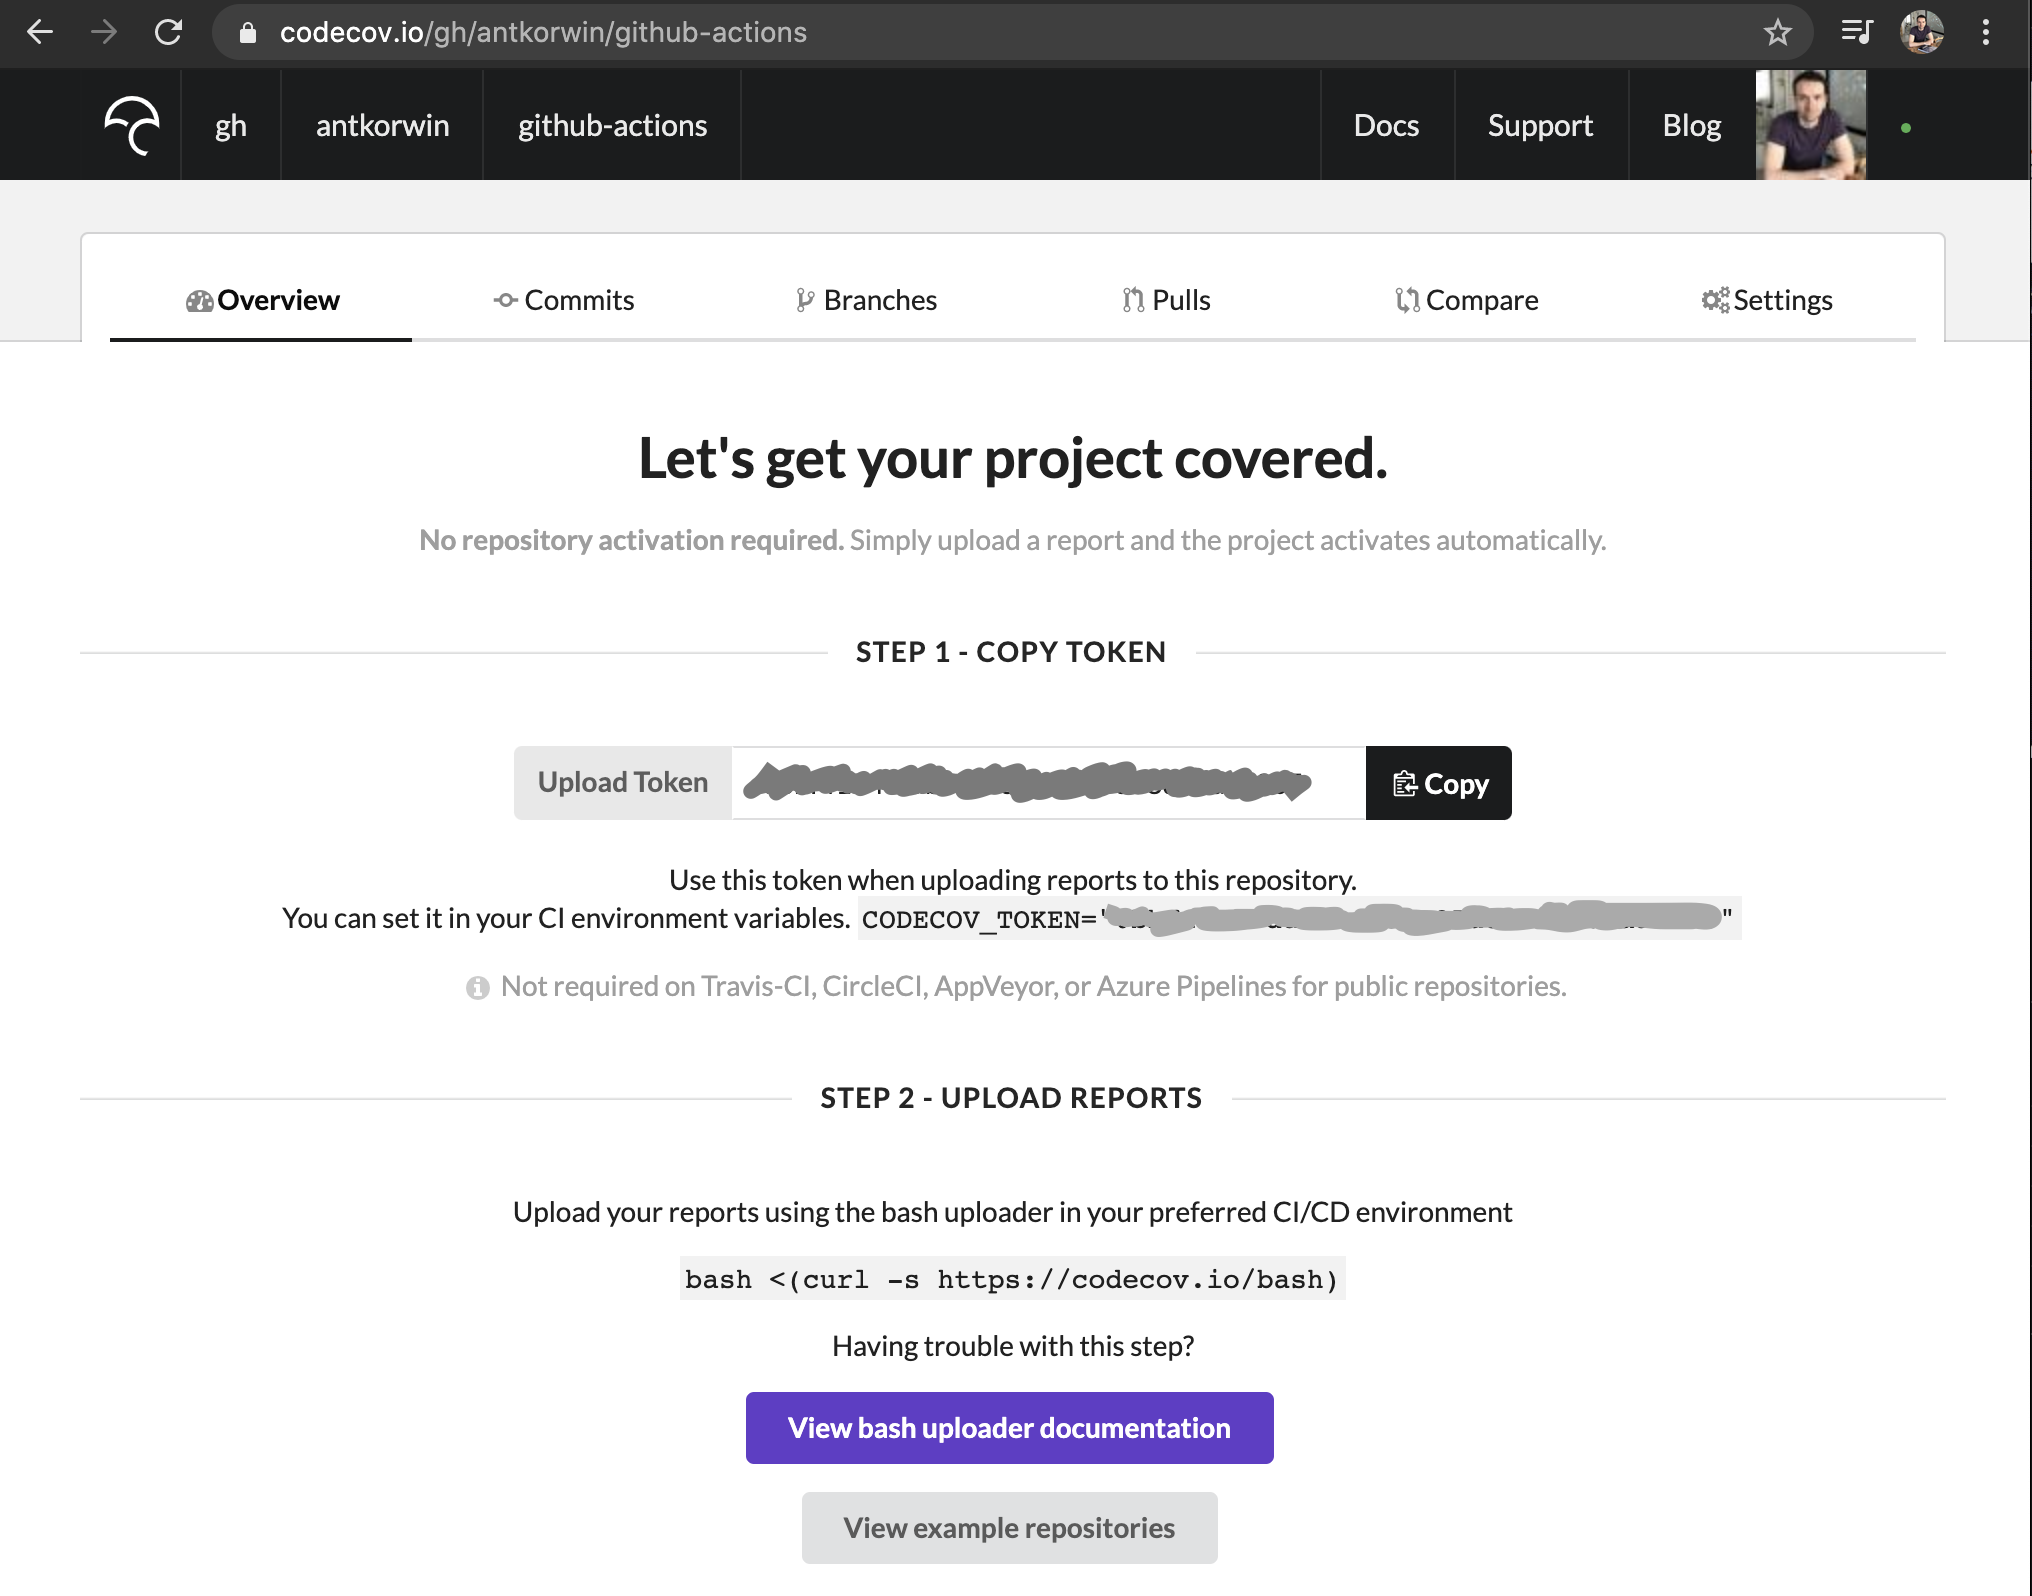 codecov.io/gh/antkorwin/github-actions
gh antkorwin github-actions Docs Support Blog
Overview Commits Branches Pulls Compare Settings
Let's get your project covered.
No repository activation required. Simply upload a report and the project activates automatically.
STEP 1 - COPY TOKEN
Upload Token Copy
Use this token when uploading reports to this repository.
You can set it in your CI environment variables. CODECOV_TOKEN=" "
Not required on Travis-CI, CircleCI, AppVeyor, or Azure Pipelines for public repositories.
STEP 2 - UPLOAD REPORTS
Upload your reports using the bash uploader in your preferred CI/CD environment
bash <(curl -s https://codecov.io/bash)
Having trouble with this step?
View bash uploader documentation
View example repositories